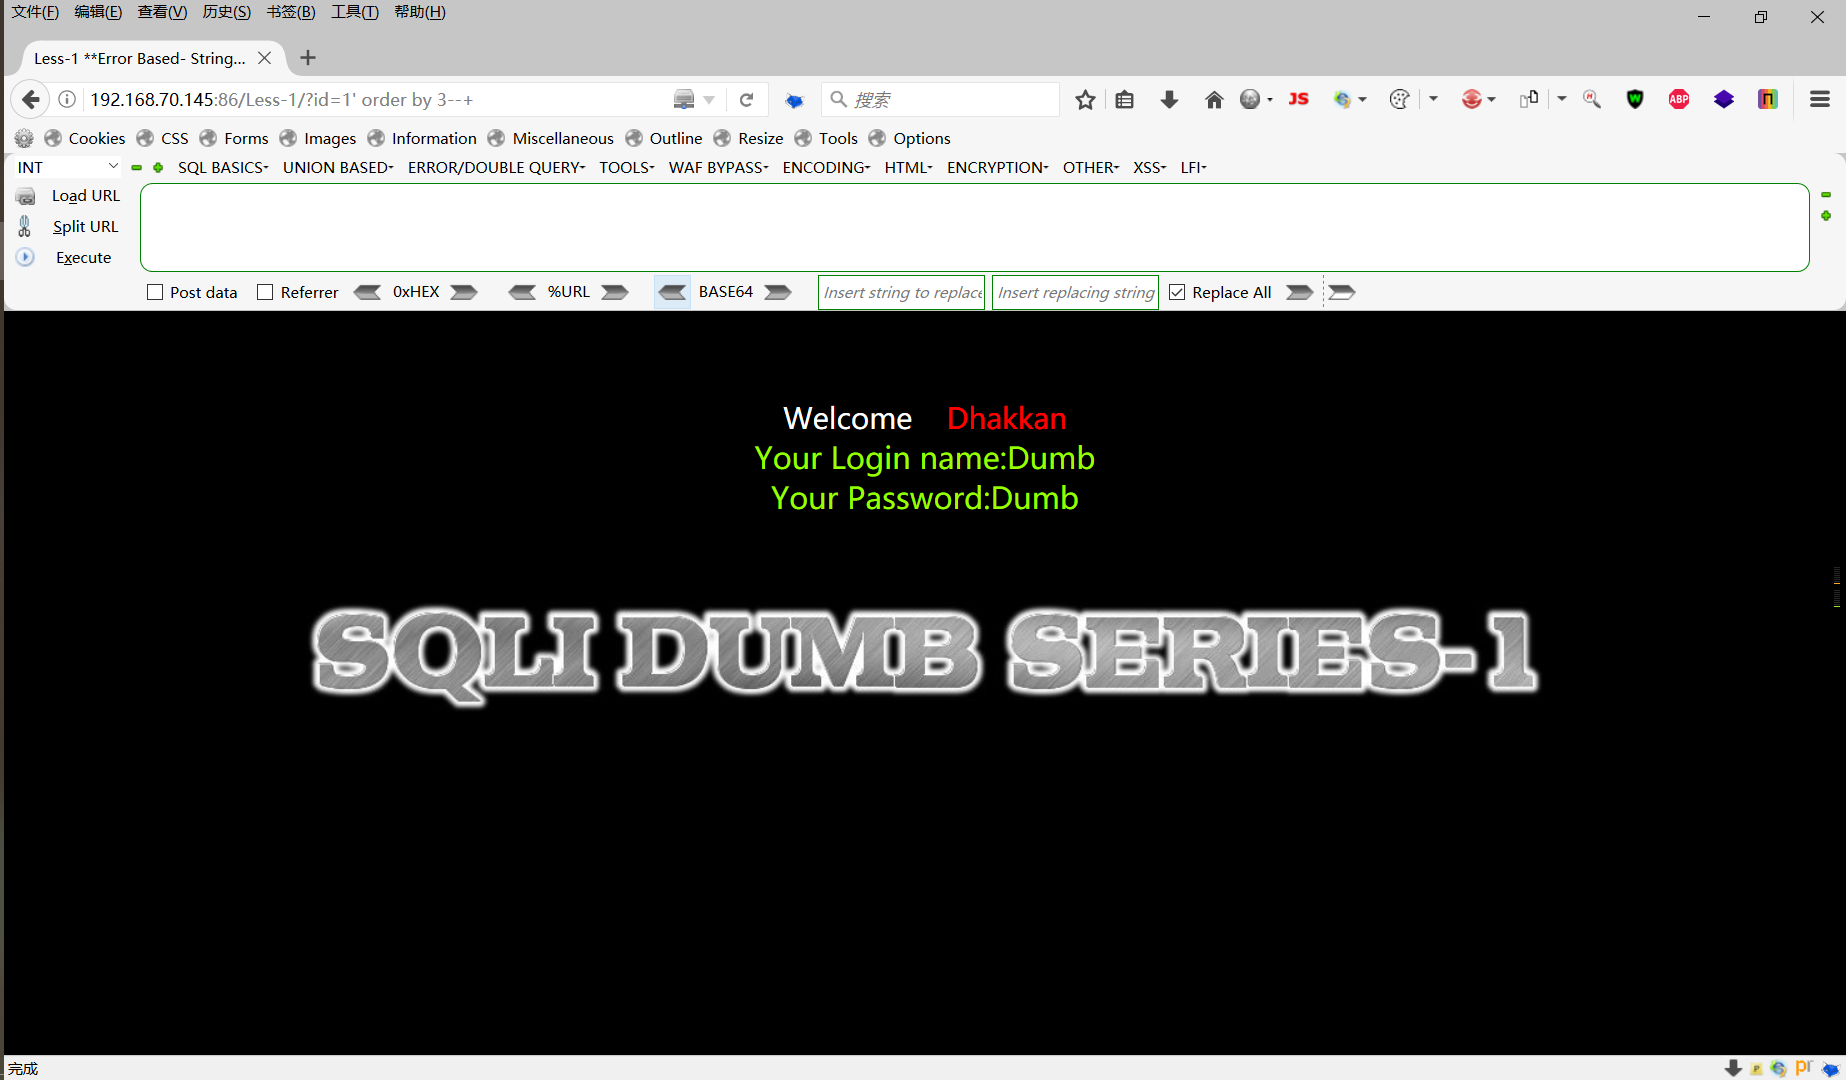 文件(F) 编辑(E) 查看(V) 历史(S) 书签(B) 工具(T) 帮助(H)
Less-1 **Error Based- String...
192.168.70.145:86/Less-1/?id=1' order by 3--+
搜索
JS
ABP
Cookies CSS Forms Images Information Miscellaneous Outline Resize Tools Options
INT SQL BASICS UNION BASED ERROR/DOUBLE QUERY TOOLS WAF BYPASS ENCODING HTML ENCRYPTION OTHER XSS LFI
Load URL
Split URL
Execute
Post data Referrer 0xHEX %URL BASE64 Insert string to replace Insert replacing string Replace All
Welcome Dhakkan
Your Login name:Dumb
Your Password:Dumb
SQLI DUMB SERIES-1
完成
pr